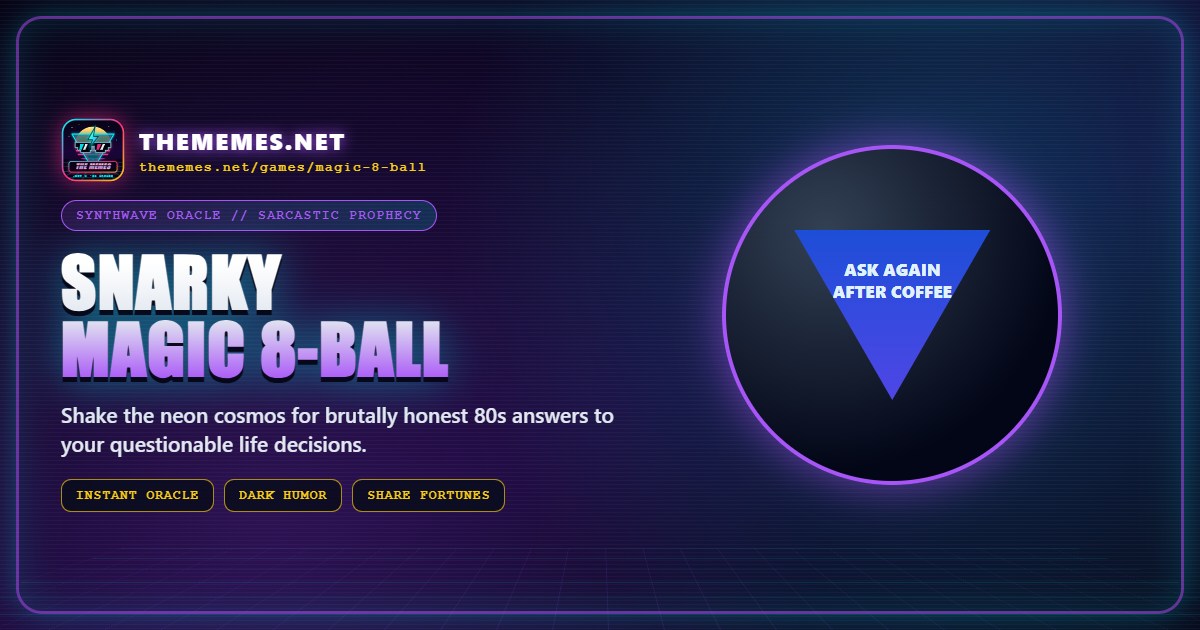 THEMEMES.NET
thememes.net/games/magic-8-ball
SYNTHWAVE ORACLE // SARCASTIC PROPHECY
SNARKY
MAGIC 8-BALL
Shake the neon cosmos for brutally honest 80s answers to
your questionable life decisions.
INSTANT ORACLE
DARK HUMOR
SHARE FORTUNES
ASK AGAIN
AFTER COFFEE